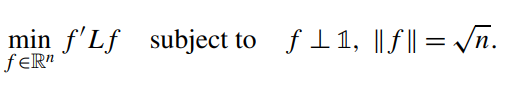 min f′Lf subject to f ⊥ 𝟙, ‖f‖ = √n.
f∈ℝⁿ